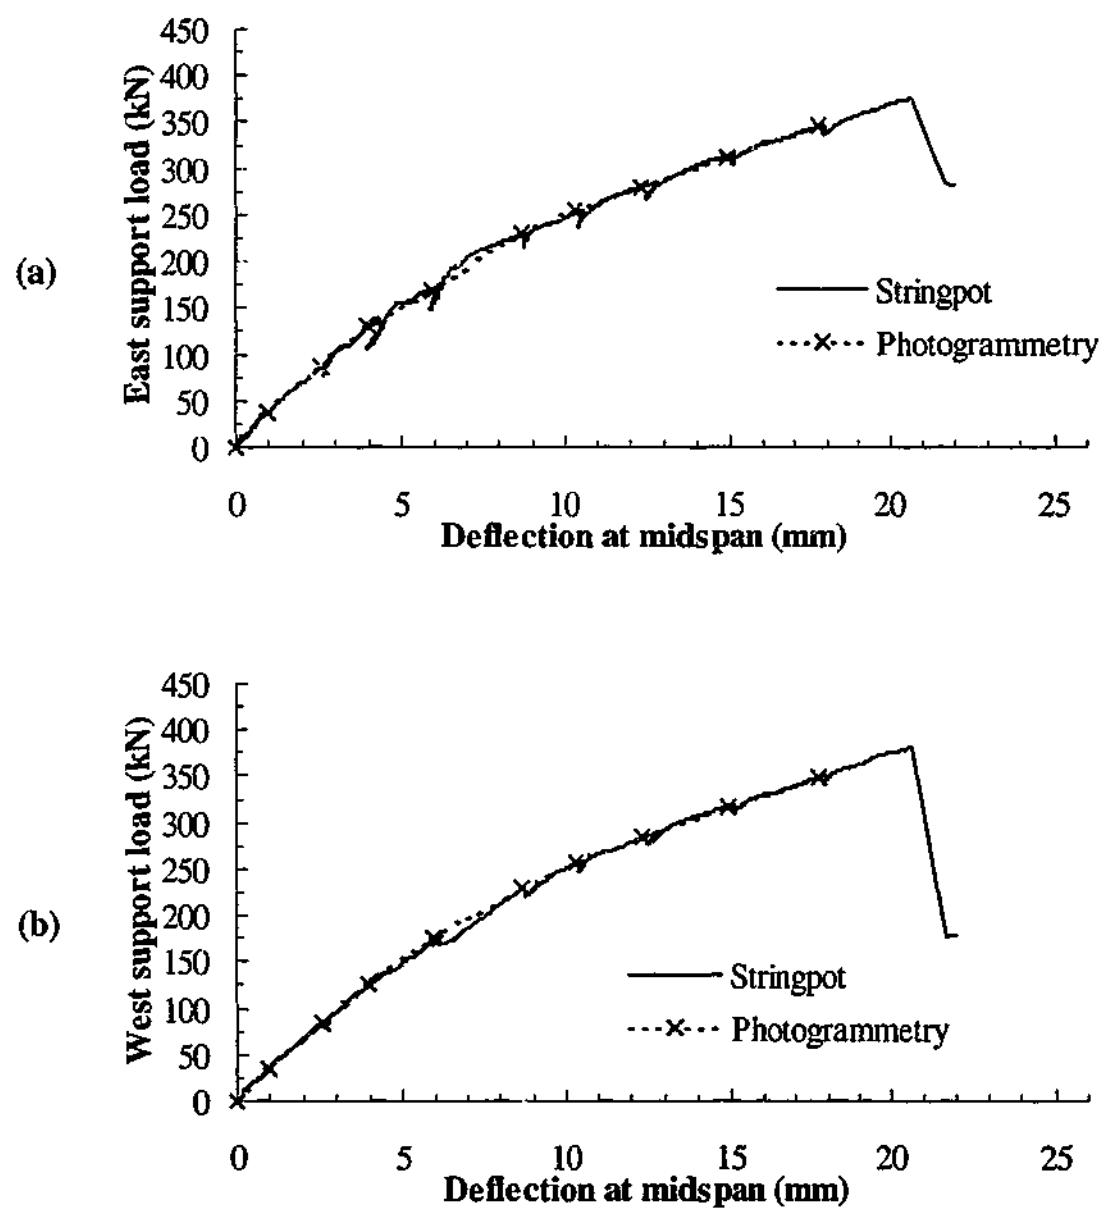 (a)
East support load (kN)
450
400
350
300
250
200
150
100
50
0
Stringpot
Photogrammetry
0 5 10 15 20 25
Deflection at midspan (mm)
(b)
West support load (kN)
450
400
350
300
250
200
150
100
50
0
Stringpot
Photogrammetry
0 5 10 15 20 25
Deflection at midspan (mm)